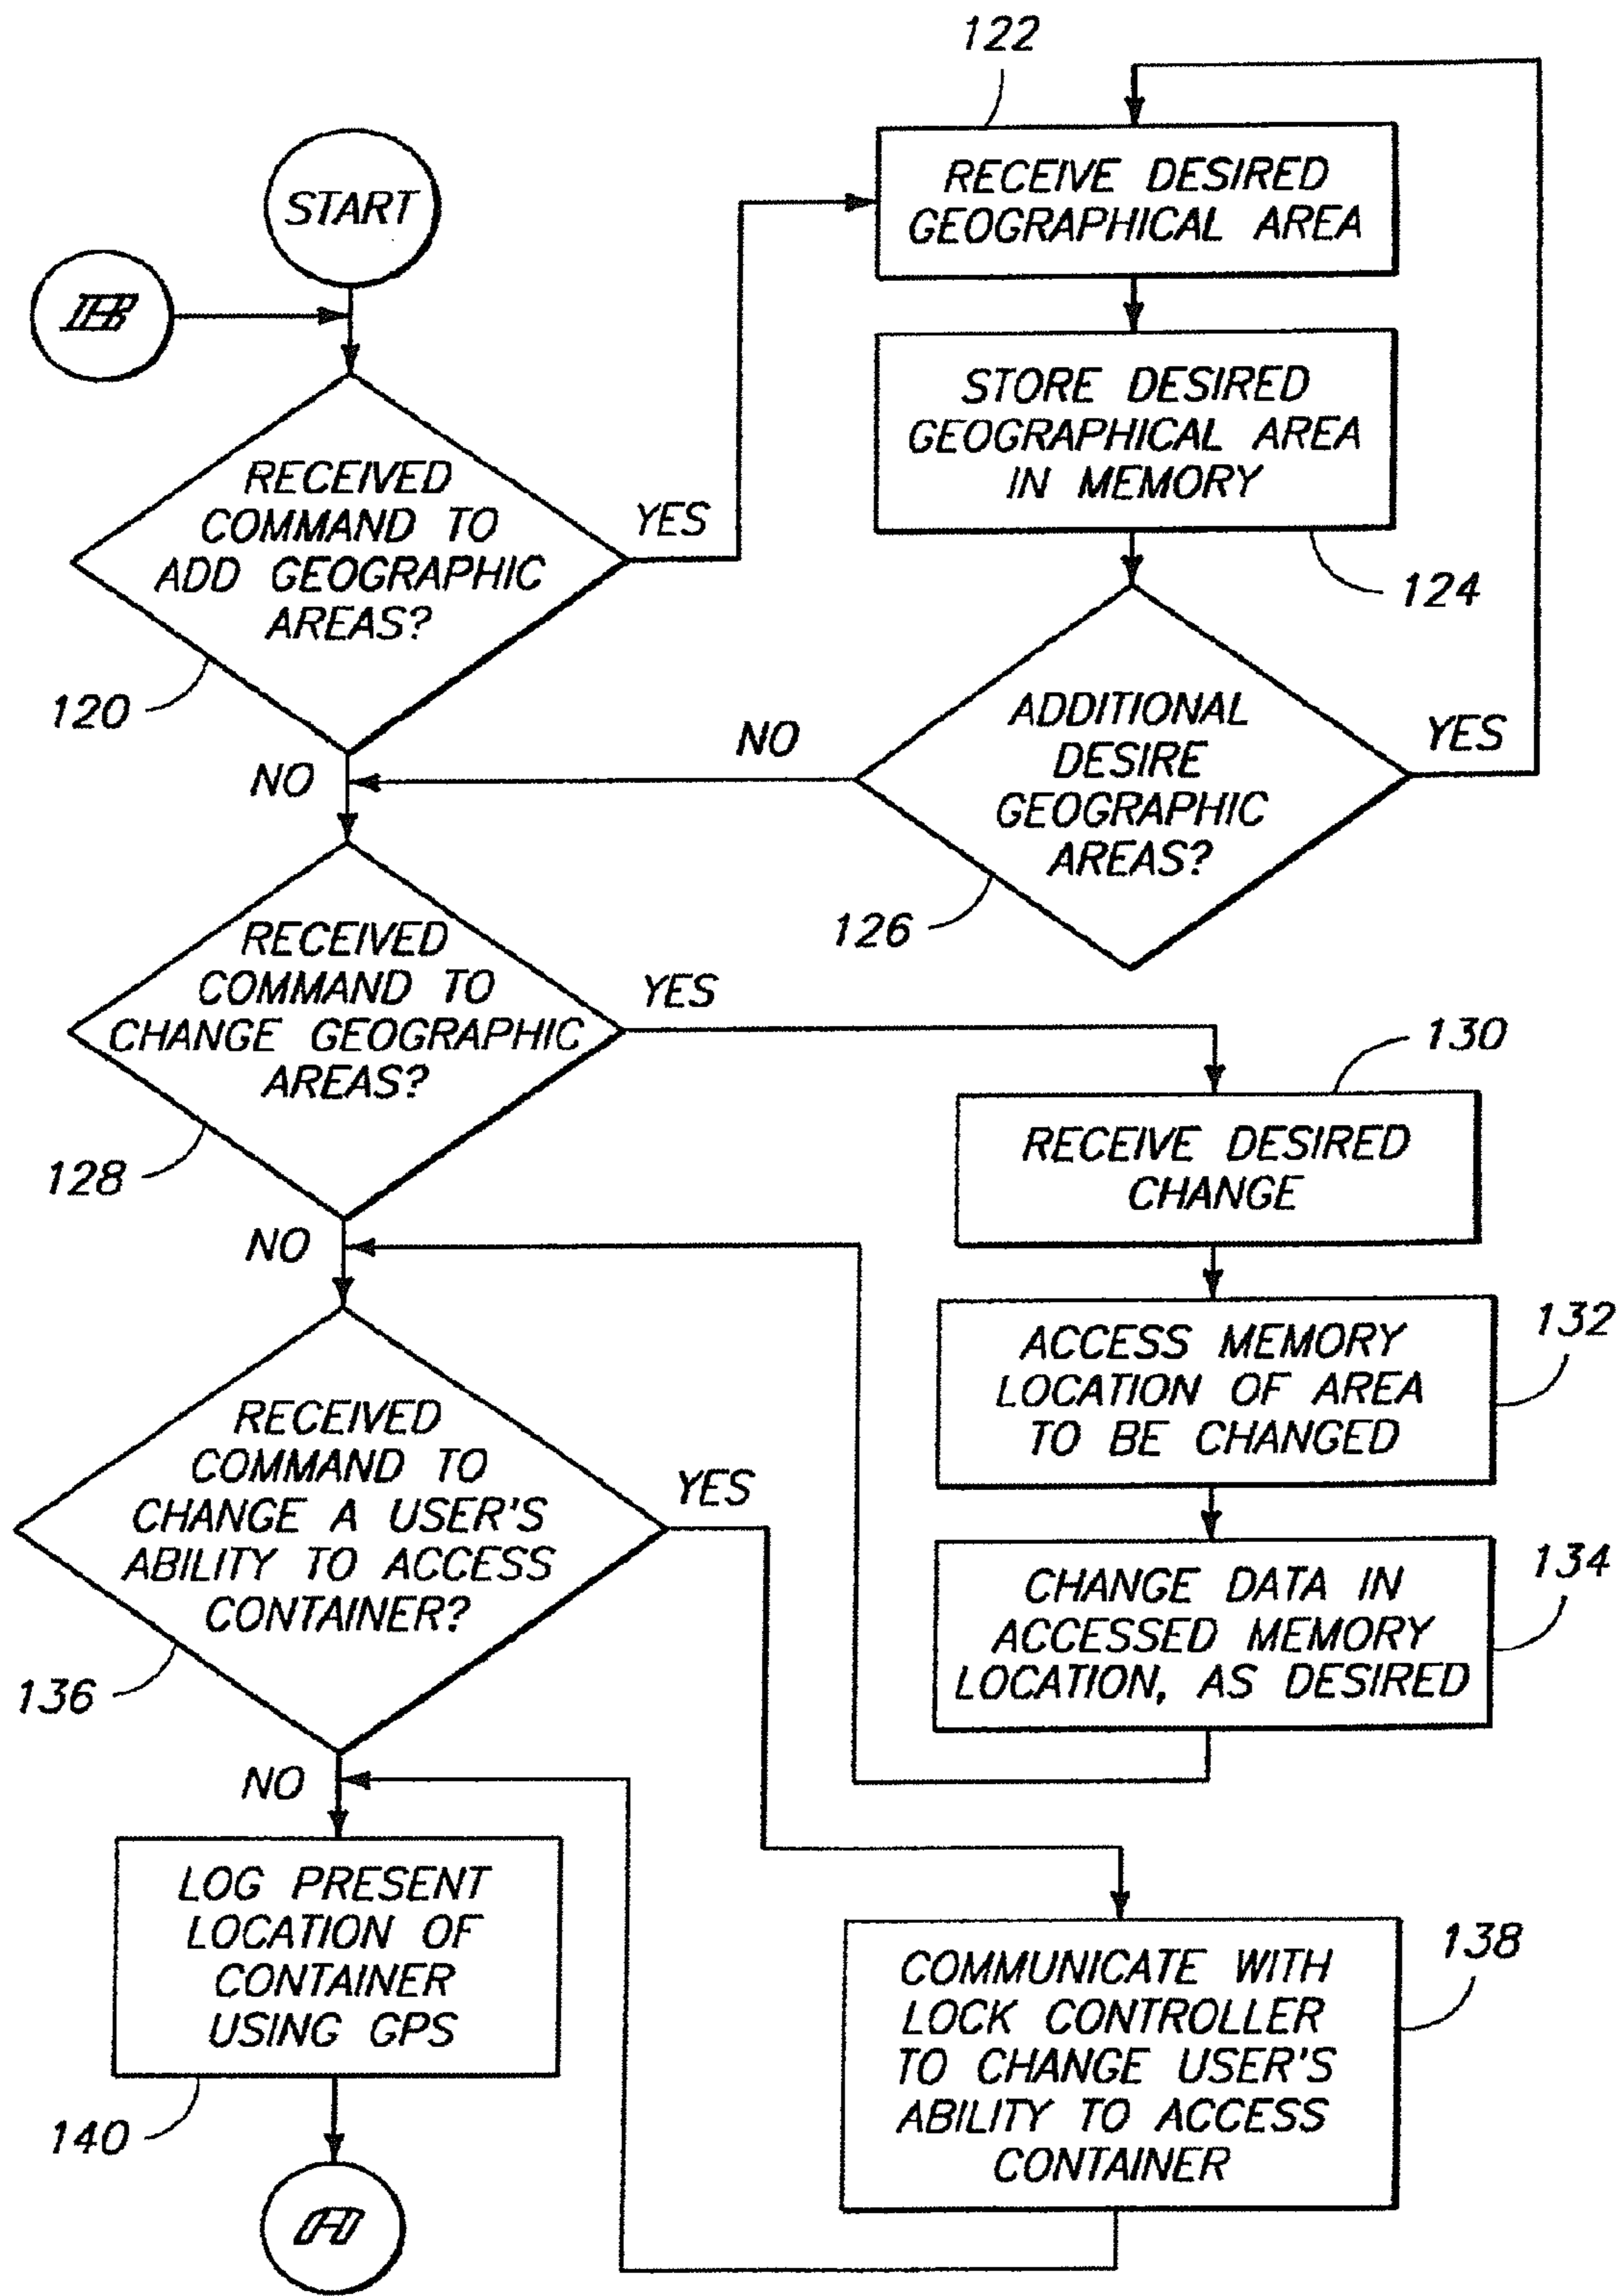 122
START
RECEIVE DESIRED
GEOGRAPHICAL AREA
STORE DESIRED
GEOGRAPHICAL AREA
IN MEMORY
124
RECEIVED
COMMAND TO
ADD GEOGRAPHIC
AREAS?
YES
120
NO
ADDITIONAL
DESIRE
GEOGRAPHIC
AREAS?
YES
NO
126
RECEIVED
COMMAND TO
CHANGE GEOGRAPHIC
AREAS?
YES
128
NO
130
RECEIVE DESIRED
CHANGE
ACCESS MEMORY
LOCATION OF AREA
TO BE CHANGED
132
CHANGE DATA IN
ACCESSED MEMORY
LOCATION, AS DESIRED
134
RECEIVED
COMMAND TO
CHANGE A USER'S
ABILITY TO ACCESS
CONTAINER?
YES
136
NO
LOG PRESENT
LOCATION OF
CONTAINER
USING GPS
140
COMMUNICATE WITH
LOCK CONTROLLER
TO CHANGE USER'S
ABILITY TO ACCESS
CONTAINER
138